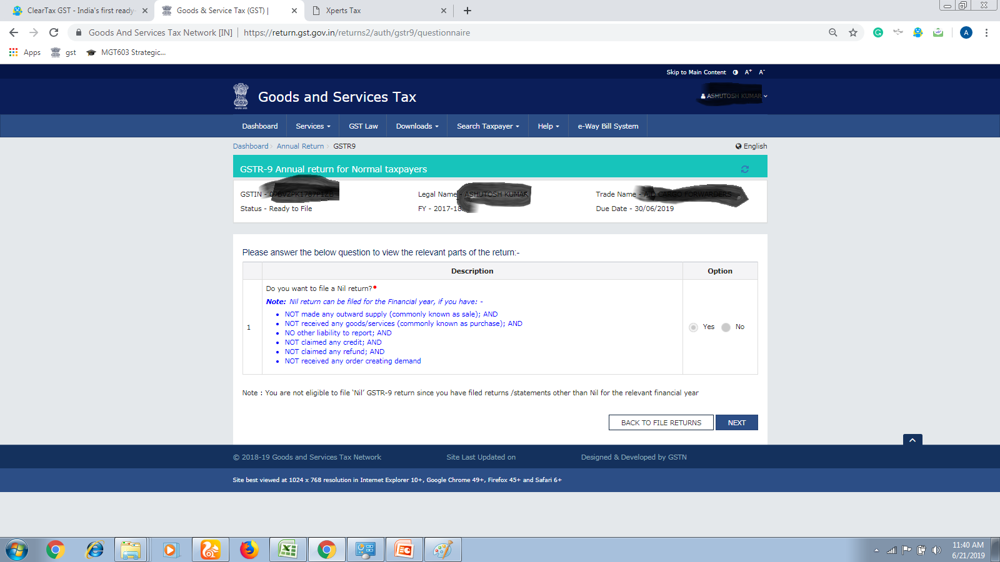 ClearTax GST - India's first ready-
Goods & Service Tax (GST) |
Xperts Tax
Goods And Services Tax Network [IN] | https://return.gst.gov.in/returns2/auth/gstr9/questionnaire
A
Apps
gst
MGT603 Strategic...
Skip to Main Content A+ A-
Goods and Services Tax
Dashboard Services GST Law Downloads Search Taxpayer Help e-Way Bill System
Dashboard Annual Return GSTR9
English
GSTR-9 Annual return for Normal taxpayers
GSTIN -
Legal Name -
Trade Name -
Status - Ready to File
FY - 2017-18
Due Date - 30/06/2019
Please answer the below question to view the relevant parts of the return:-
Description Option
1
Do you want to file a Nil return?
Note: Nil return can be filed for the Financial year, if you have: -
NOT made any outward supply (commonly known as sale); AND
NOT received any goods/services (commonly known as purchase); AND
NO other liability to report; AND
NOT claimed any credit; AND
NOT claimed any refund; AND
NOT received any order creating demand
Yes No
Note : You are not eligible to file ‘Nil’ GSTR-9 return since you have filed returns /statements other than Nil for the relevant financial year
BACK TO FILE RETURNS NEXT
© 2018-19 Goods and Services Tax Network
Site Last Updated on
Designed & Developed by GSTN
Site best viewed at 1024 x 768 resolution in Internet Explorer 10+, Google Chrome 49+, Firefox 45+ and Safari 6+
11:40 AM
6/21/2019